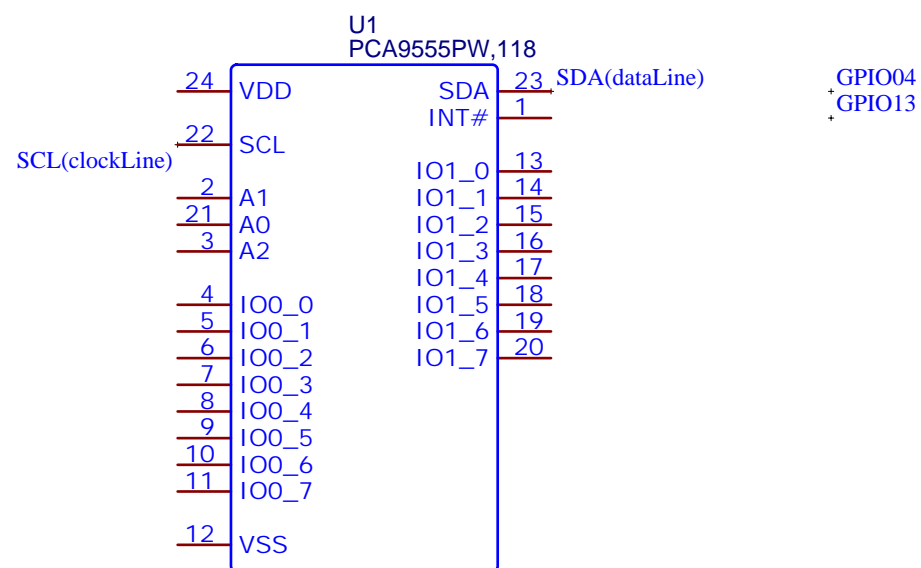 U1
PCA9555PW,118
24 VDD
SDA 23 SDA(dataLine)
GPIO04
INT# 1
GPIO13
22 SCL
SCL(clockLine)
IO1_0 13
2 A1
IO1_1 14
21 A0
IO1_2 15
3 A2
IO1_3 16
IO1_4 17
4 IO0_0
IO1_5 18
5 IO0_1
IO1_6 19
6 IO0_2
IO1_7 20
7 IO0_3
8 IO0_4
9 IO0_5
10 IO0_6
11 IO0_7
12 VSS